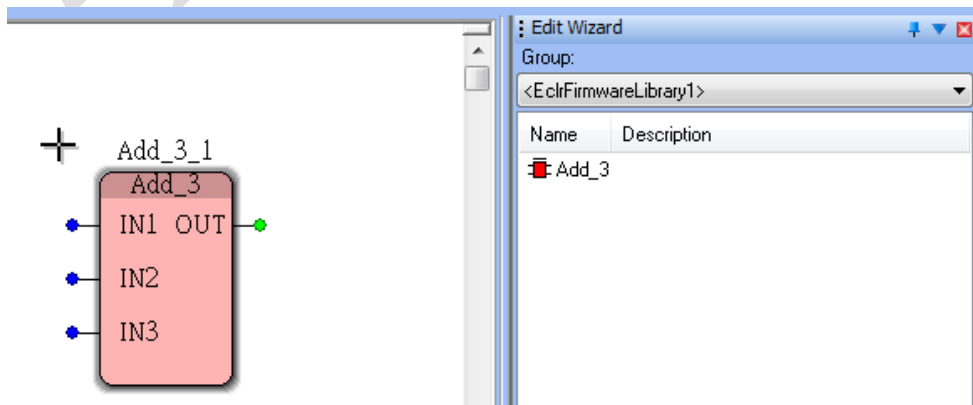 Add_3_1
Add_3
IN1 OUT
IN2
IN3
Edit Wizard
Group:
<EclrFirmwareLibrary1>
Name Description
Add_3